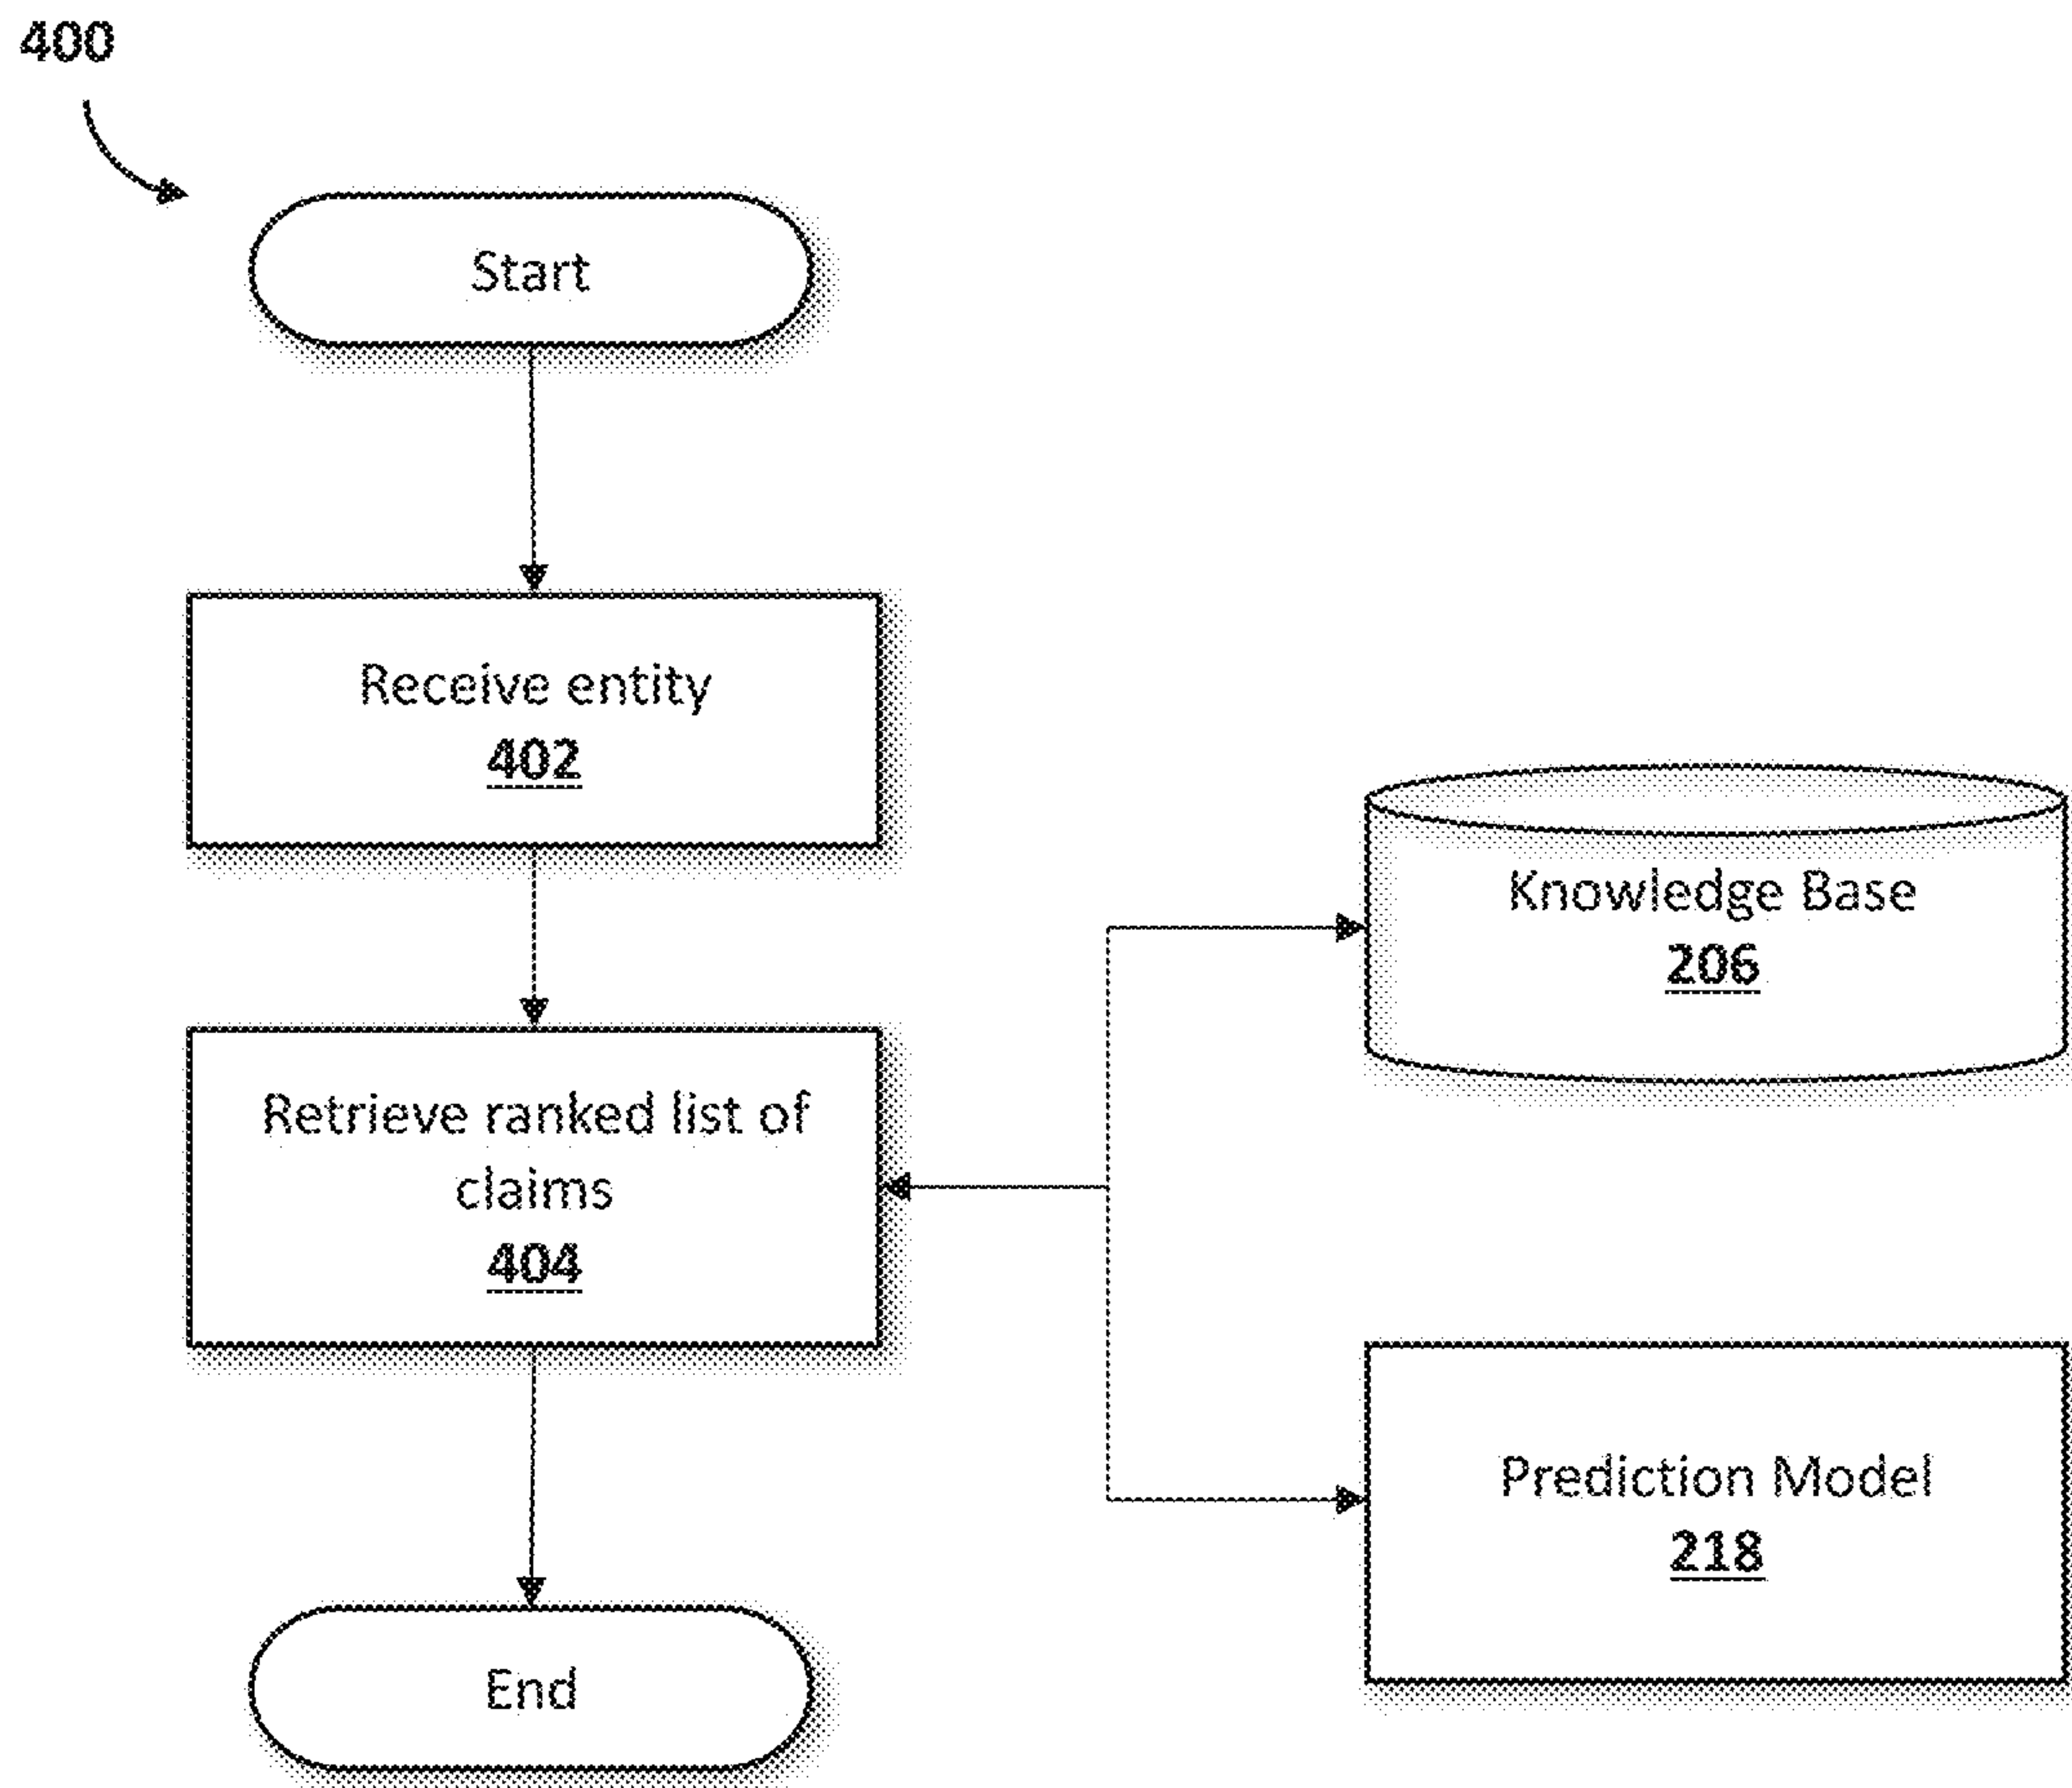 400
Start
Receive entity
402
Retrieve ranked list of
claims
404
End
Knowledge Base
206
Prediction Model
218